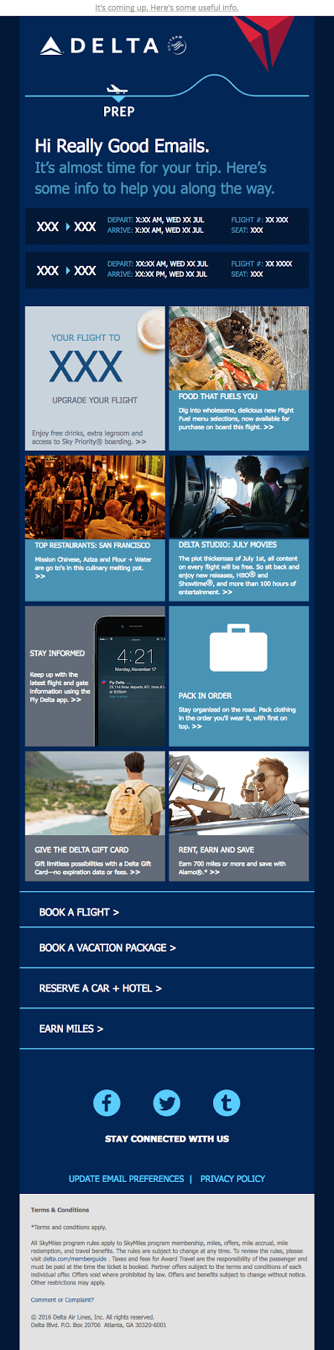 It's coming up. Here's some useful info.
DELTA
PREP
Hi Really Good Emails.
It's almost time for your trip. Here's
some info to help you along the way.
XXX XXX DEPART: X:XX AM, WED XX JUL FLIGHT #: XX XXX
ARRIVE: X:XX AM, WED XX JUL SEAT: XXX
XXX XXX DEPART: XX:XX AM, WED XX JUL FLIGHT #: XX XXXX
ARRIVE: XX:XX PM, WED XX JUL SEAT: XXX
YOUR FLIGHT TO
XXX
UPGRADE YOUR FLIGHT
Enjoy free drinks, extra legroom and
access to Sky Priority® boarding. >>
FOOD THAT FUELS YOU
Dig into wholesome, delicious new Flight
Fuel menu selections, now available for
purchase on board this flight. >>
TOP RESTAURANTS: SAN FRANCISCO
Mission Chinese, Aziza and Flour + Water
are go to's in this culinary melting pot.
>>
DELTA STUDIO: JULY MOVIES
The plot thickensas of July 1st, all content
on every flight will be free. So sit back and
enjoy new releases, HBO® and
Showtime®, and more than 100 hours of
entertainment. >>
STAY INFORMED
Keep up with the
latest flight and gate
information using the
Fly Delta app. >>
4:21
Monday, November 17
Fly Delta
PACK IN ORDER
Stay organized on the road. Pack clothing
in the order you'll wear it, with first on
top. >>
GIVE THE DELTA GIFT CARD
Gift limitless possibilities with a Delta Gift
Card—no expiration date or fees. >>
RENT, EARN AND SAVE
Earn 700 miles or more and save with
Alamo®.* >>
BOOK A FLIGHT >
BOOK A VACATION PACKAGE >
RESERVE A CAR + HOTEL >
EARN MILES >
STAY CONNECTED WITH US
UPDATE EMAIL PREFERENCES | PRIVACY POLICY
Terms & Conditions
*Terms and conditions apply.
All SkyMiles program rules apply to SkyMiles program membership, miles, offers, mile accrual, mile
redemption, and travel benefits. The rules are subject to change at any time. To review the rules, please
visit delta.com/memberguide . Taxes and fees for Award Travel are the responsibility of the passenger and
must be paid at the time the ticket is booked. Partner offers subject to the terms and conditions of each
individual offer. Offers void where prohibited by law. Offers and benefits subject to change without notice.
Other restrictions may apply.
Comment or Complaint?
© 2016 Delta Air Lines, Inc. All rights reserved.
Delta Blvd. P.O. Box 20706 Atlanta, GA 30320-6001